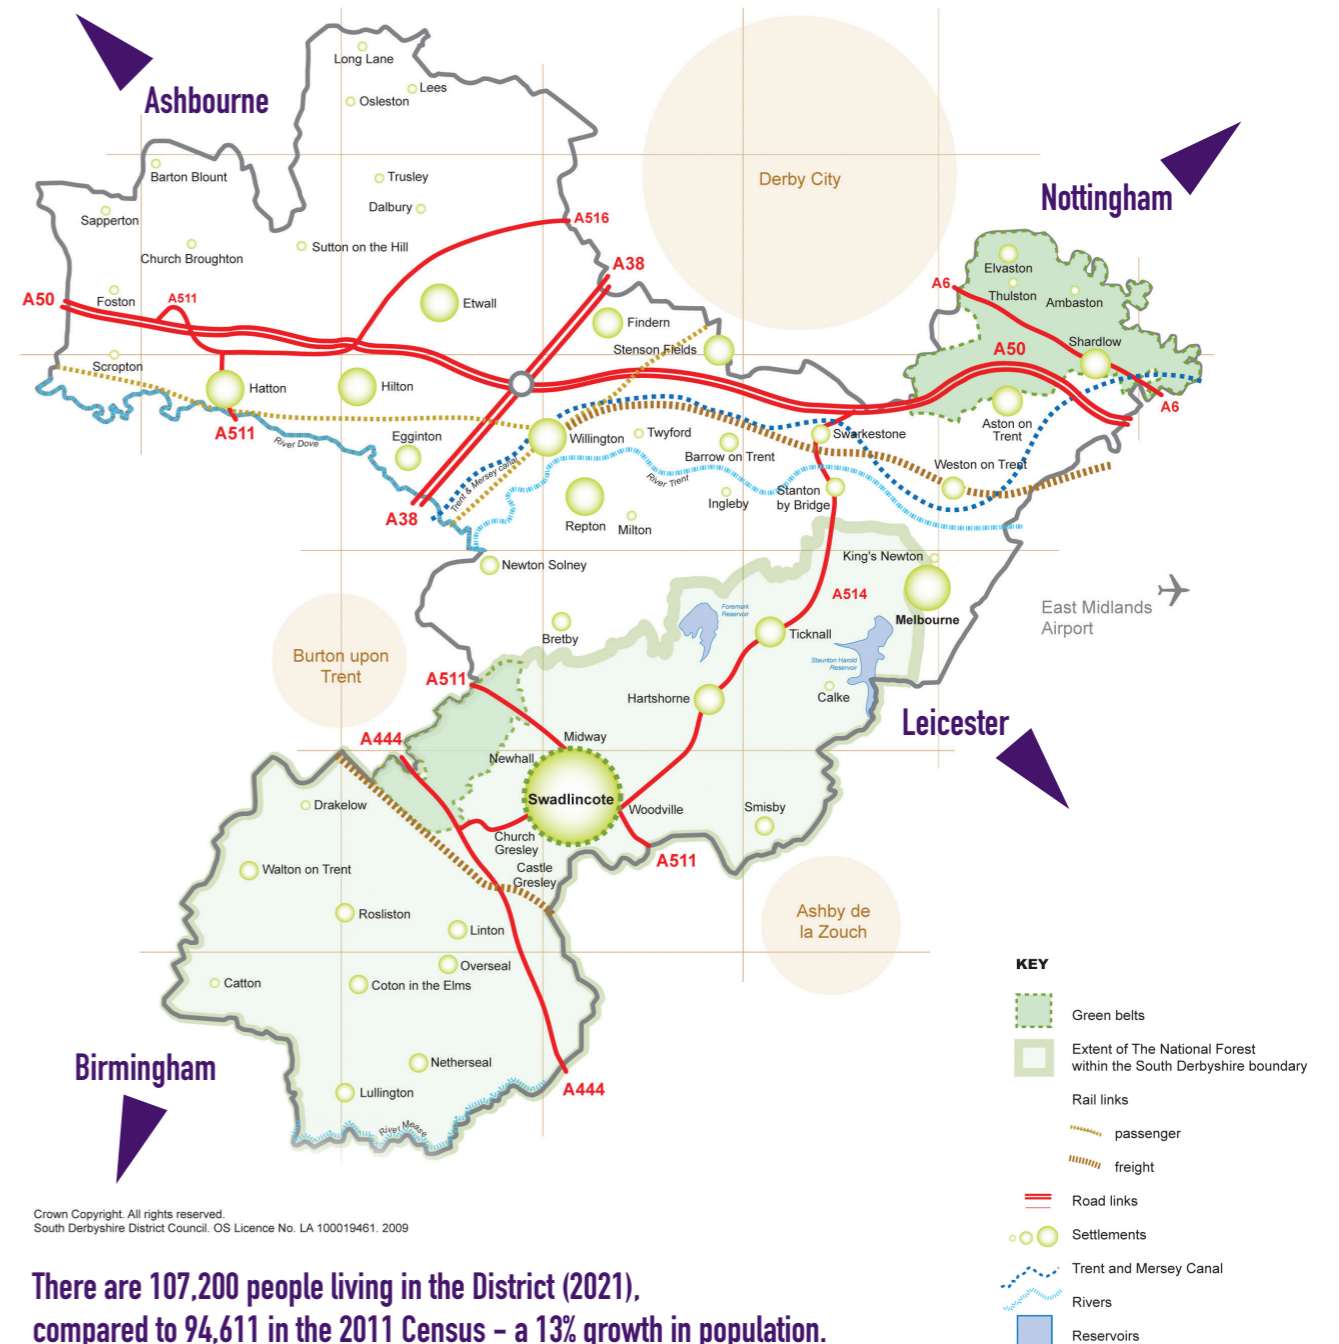 Long Lane
Lees
Osleston
Ashbourne
Derby City
Nottingham
Barton Blount
Trusley
Dalbury
Sapperton
A516
Church Broughton
Sutton on the Hill
A38
Elvaston
A6
Thulston
Ambaston
A50
Foston
A511
Etwall
Findern
Stenson Fields
Shardlow
A50
Scropton
Hatton
Hilton
A6
A511
River Dove
Egginton
Willington
Twyford
Barrow on Trent
Swarkestone
Aston on
Trent
Weston on Trent
Trent & Mersey canal
River Trent
A38
Repton
Milton
Ingleby
Stanton
by Bridge
Newton Solney
King's Newton
A514
Melbourne
East Midlands
Airport
Foremark
Reservoir
Bretby
Ticknall
Staunton Harold
Reservoir
Burton upon
Trent
A511
Hartshorne
Calke
Leicester
A444
Midway
Newhall
Swadlincote
Drakelow
Woodville
Smisby
Church
Gresley
A511
Castle
Gresley
Walton on Trent
Rosliston
Linton
Ashby de
la Zouch
Overseal
Catton
Coton in the Elms
Netherseal
Birmingham
Lullington
A444
River Mease
KEY
Green belts
Extent of The National Forest
within the South Derbyshire boundary
Rail links
passenger
freight
Road links
Settlements
Trent and Mersey Canal
Rivers
Reservoirs
Crown Copyright. All rights reserved.
South Derbyshire District Council. OS Licence No. LA 100019461. 2009
There are 107,200 people living in the District (2021),
compared to 94,611 in the 2011 Census – a 13% growth in population.